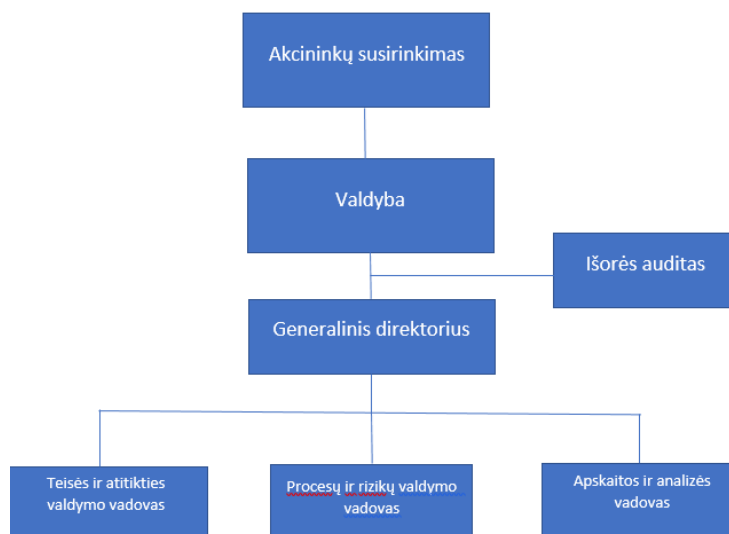 Akcininkų susirinkimas
Valdyba
Išorės auditas
Generalinis direktorius
Teisės ir atitikties
valdymo vadovas
Procesų ir rizikų valdymo
vadovas
Apskaitos ir analizės
vadovas